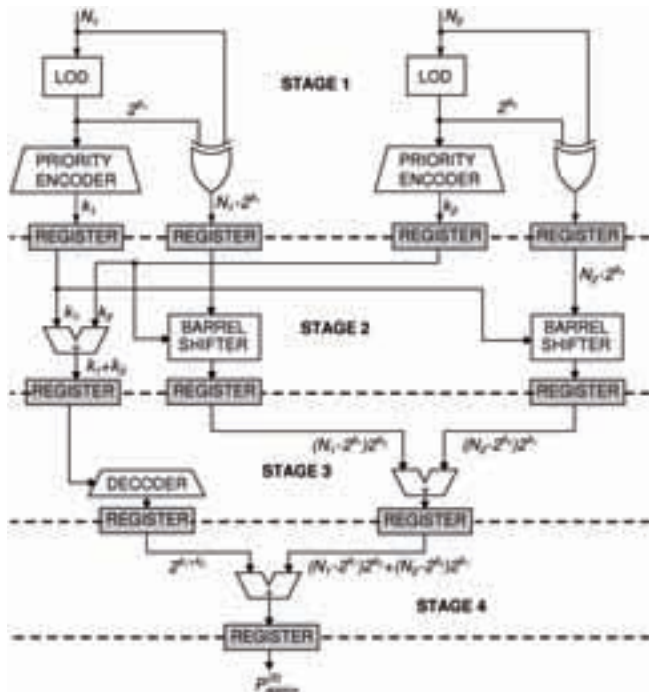 N₁ N₂
LOD LOD
STAGE 1
2^k₁ 2^k₂
PRIORITY ENCODER PRIORITY ENCODER
k₁ N₁-2^k₁ k₂
REGISTER REGISTER REGISTER REGISTER
N₂-2^k₂
k₁ k₂
STAGE 2
BARREL SHIFTER BARREL SHIFTER
k₁+k₂
REGISTER REGISTER REGISTER
(N₁-2^k₁)2^k₂ (N₂-2^k₂)2^k₁
STAGE 3
DECODER
REGISTER REGISTER
2^k₁+k₂ (N₁-2^k₁)2^k₂+(N₂-2^k₂)2^k₁
STAGE 4
REGISTER